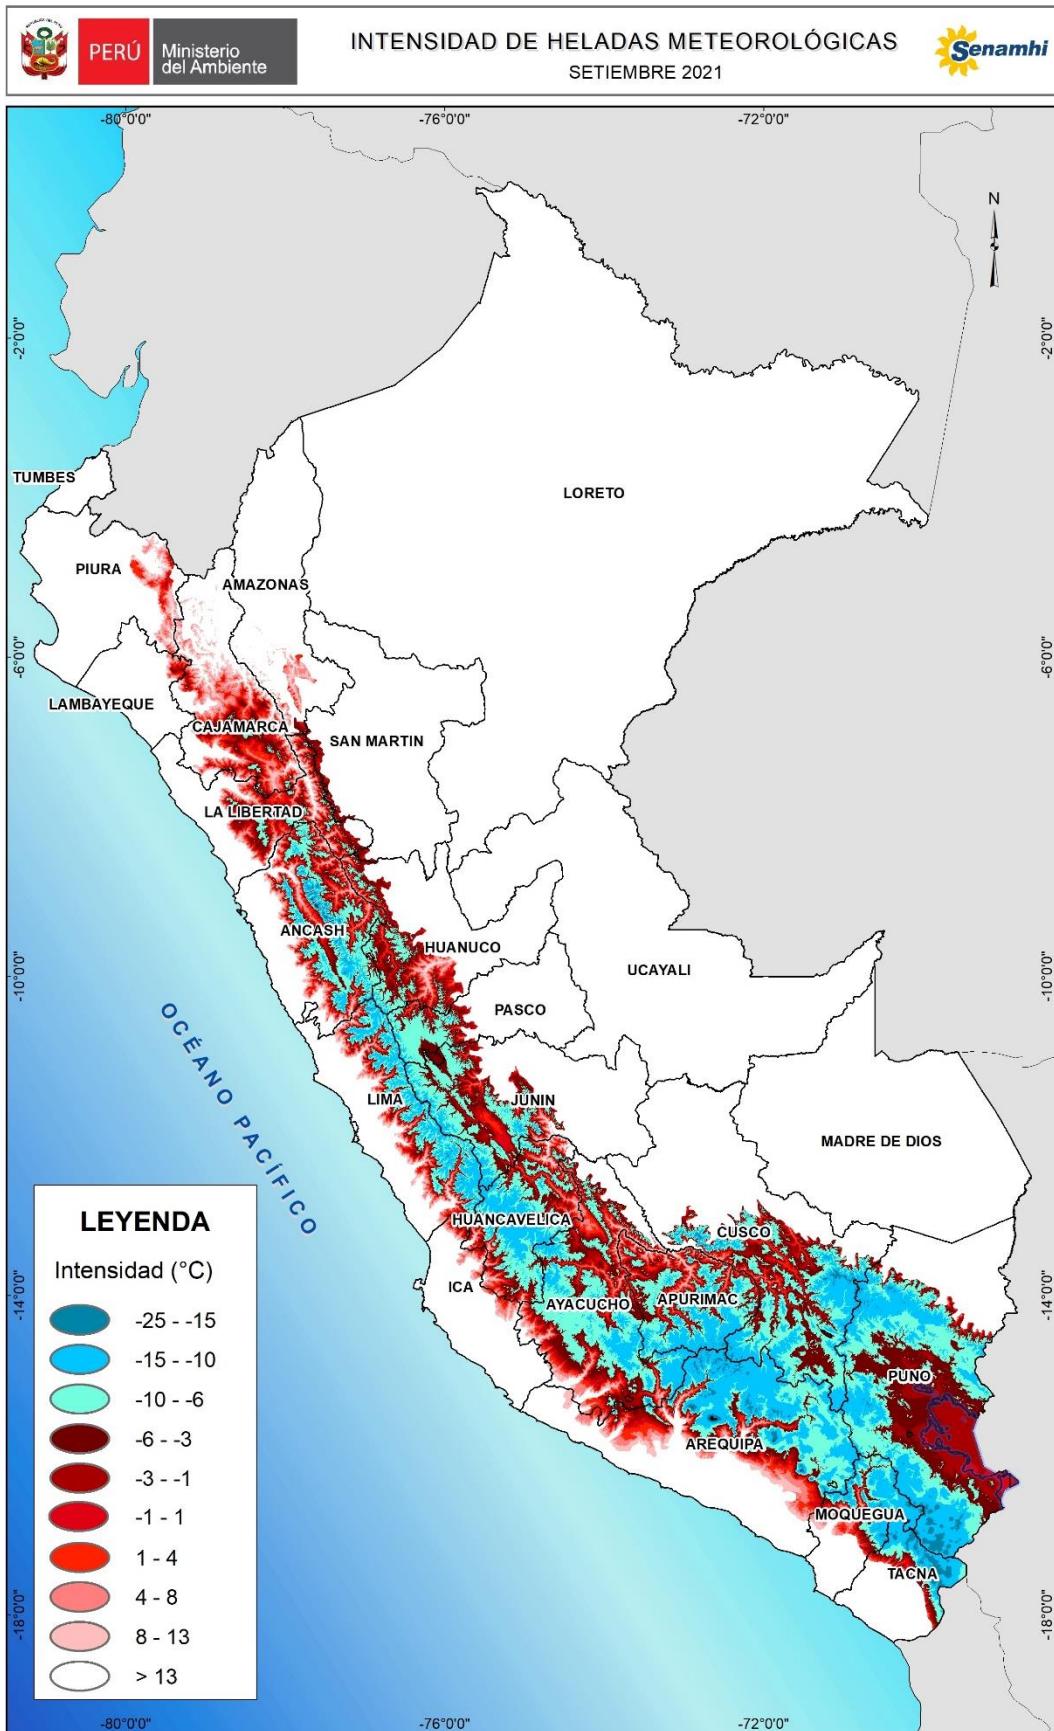 PERÚ
Ministerio
del Ambiente
INTENSIDAD DE HELADAS METEOROLÓGICAS
SETIEMBRE 2021
Senamhi
-80°0'0"
-76°0'0"
-72°0'0"
N
-2°0'0"
-2°0'0"
TUMBES
LORETO
PIURA
AMAZONAS
-6°0'0"
-6°0'0"
LAMBAYEQUE
CAJAMARCA
SAN MARTIN
LA LIBERTAD
ANCASH
HUANUCO
UCAYALI
-10°0'0"
-10°0'0"
PASCO
OCÉANO PACÍFICO
LIMA
JUNIN
MADRE DE DIOS
HUANCAVELICA
CUSCO
ICA
AYACUCHO
APURIMAC
-14°0'0"
-14°0'0"
PUNO
AREQUIPA
MOQUEGUA
TACNA
-18°0'0"
-18°0'0"
LEYENDA
Intensidad (°C)
-25 - -15
-15 - -10
-10 - -6
-6 - -3
-3 - -1
-1 - 1
1 - 4
4 - 8
8 - 13
> 13
-80°0'0"
-76°0'0"
-72°0'0"